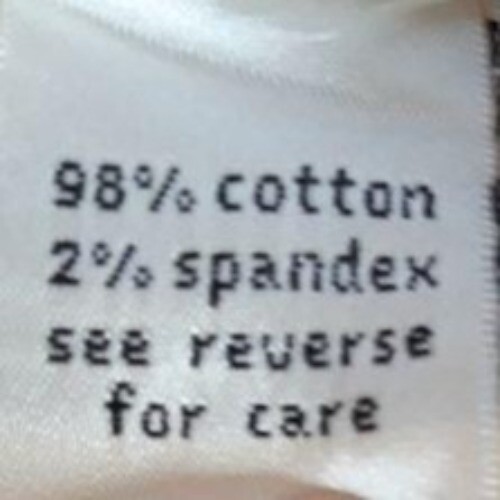 98% cotton
2% spandex
see reverse
for care